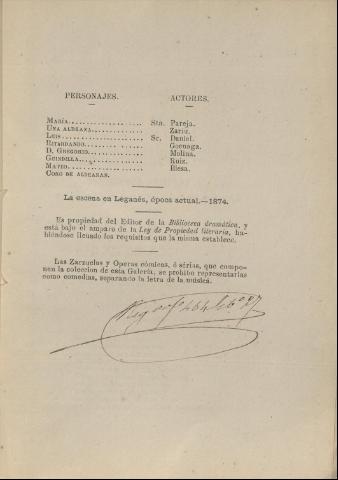 PERSONAJES. ACTORES.
MARÍA.................... Sta. Pareja.
UNA ALDEANA............. Zariz.
LUIS..................... Sr. Daniel.
RITARDANDO............... Goenaga.
D. GREGORIO.............. Molina.
GUINDILLA................ Ruiz.
MATEO.................... Riesa.
CORO DE ALDEANAS.
La escena en Leganés, época actual.—1874.
Es propiedad del Editor de la Biblioteca dramática, y
está bajo el amparo de la Ley de Propiedad literaria, ha-
biéndose llenado los requisitos que la misma establece.
Las Zarzuelas y Operas cómicas, ó sérias, que compo-
nen la coleccion de esta Galería, se prohibe representarlas
como comedias, separando la letra de la música.